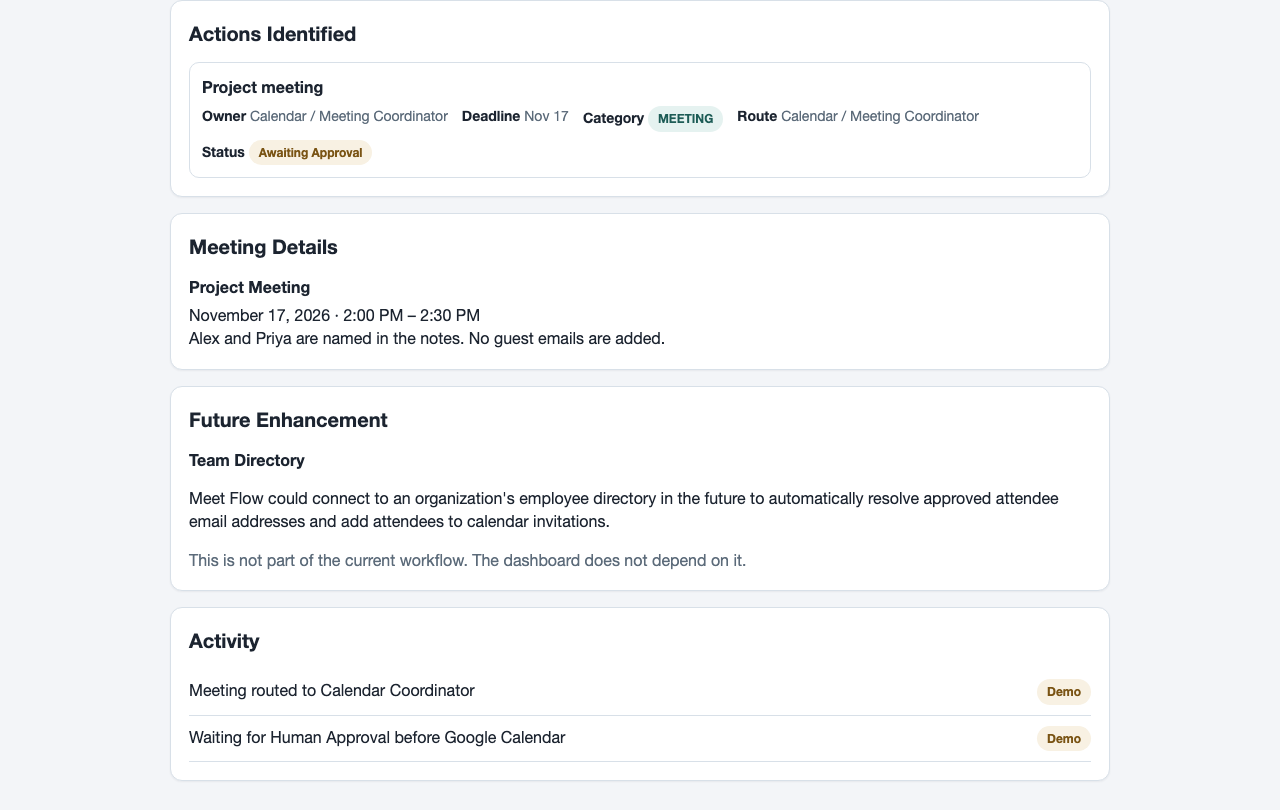 Actions Identified
Project meeting
Owner Calendar / Meeting Coordinator Deadline Nov 17 Category MEETING Route Calendar / Meeting Coordinator
Status Awaiting Approval
Meeting Details
Project Meeting
November 17, 2026 · 2:00 PM – 2:30 PM
Alex and Priya are named in the notes. No guest emails are added.
Future Enhancement
Team Directory
Meet Flow could connect to an organization's employee directory in the future to automatically resolve approved attendee
email addresses and add attendees to calendar invitations.
This is not part of the current workflow. The dashboard does not depend on it.
Activity
Meeting routed to Calendar Coordinator Demo
Waiting for Human Approval before Google Calendar Demo